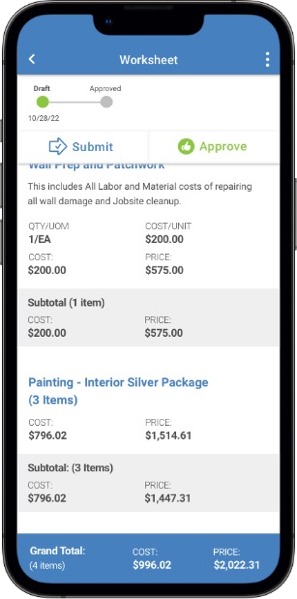 Worksheet
Draft Approved
10/28/22
Submit Approve
Wall Prep and Patchwork
This includes All Labor and Material costs of repairing
all wall damage and Jobsite cleanup.
QTY/UOM COST/UNIT
1/EA $200.00
COST: PRICE:
$200.00 $575.00
Subtotal (1 item)
COST: PRICE:
$200.00 $575.00
Painting - Interior Silver Package
(3 Items)
COST: PRICE:
$796.02 $1,514.61
Subtotal: (3 Items)
COST: PRICE:
$796.02 $1,447.31
Grand Total: COST: PRICE:
(4 items) $996.02 $2,022.31